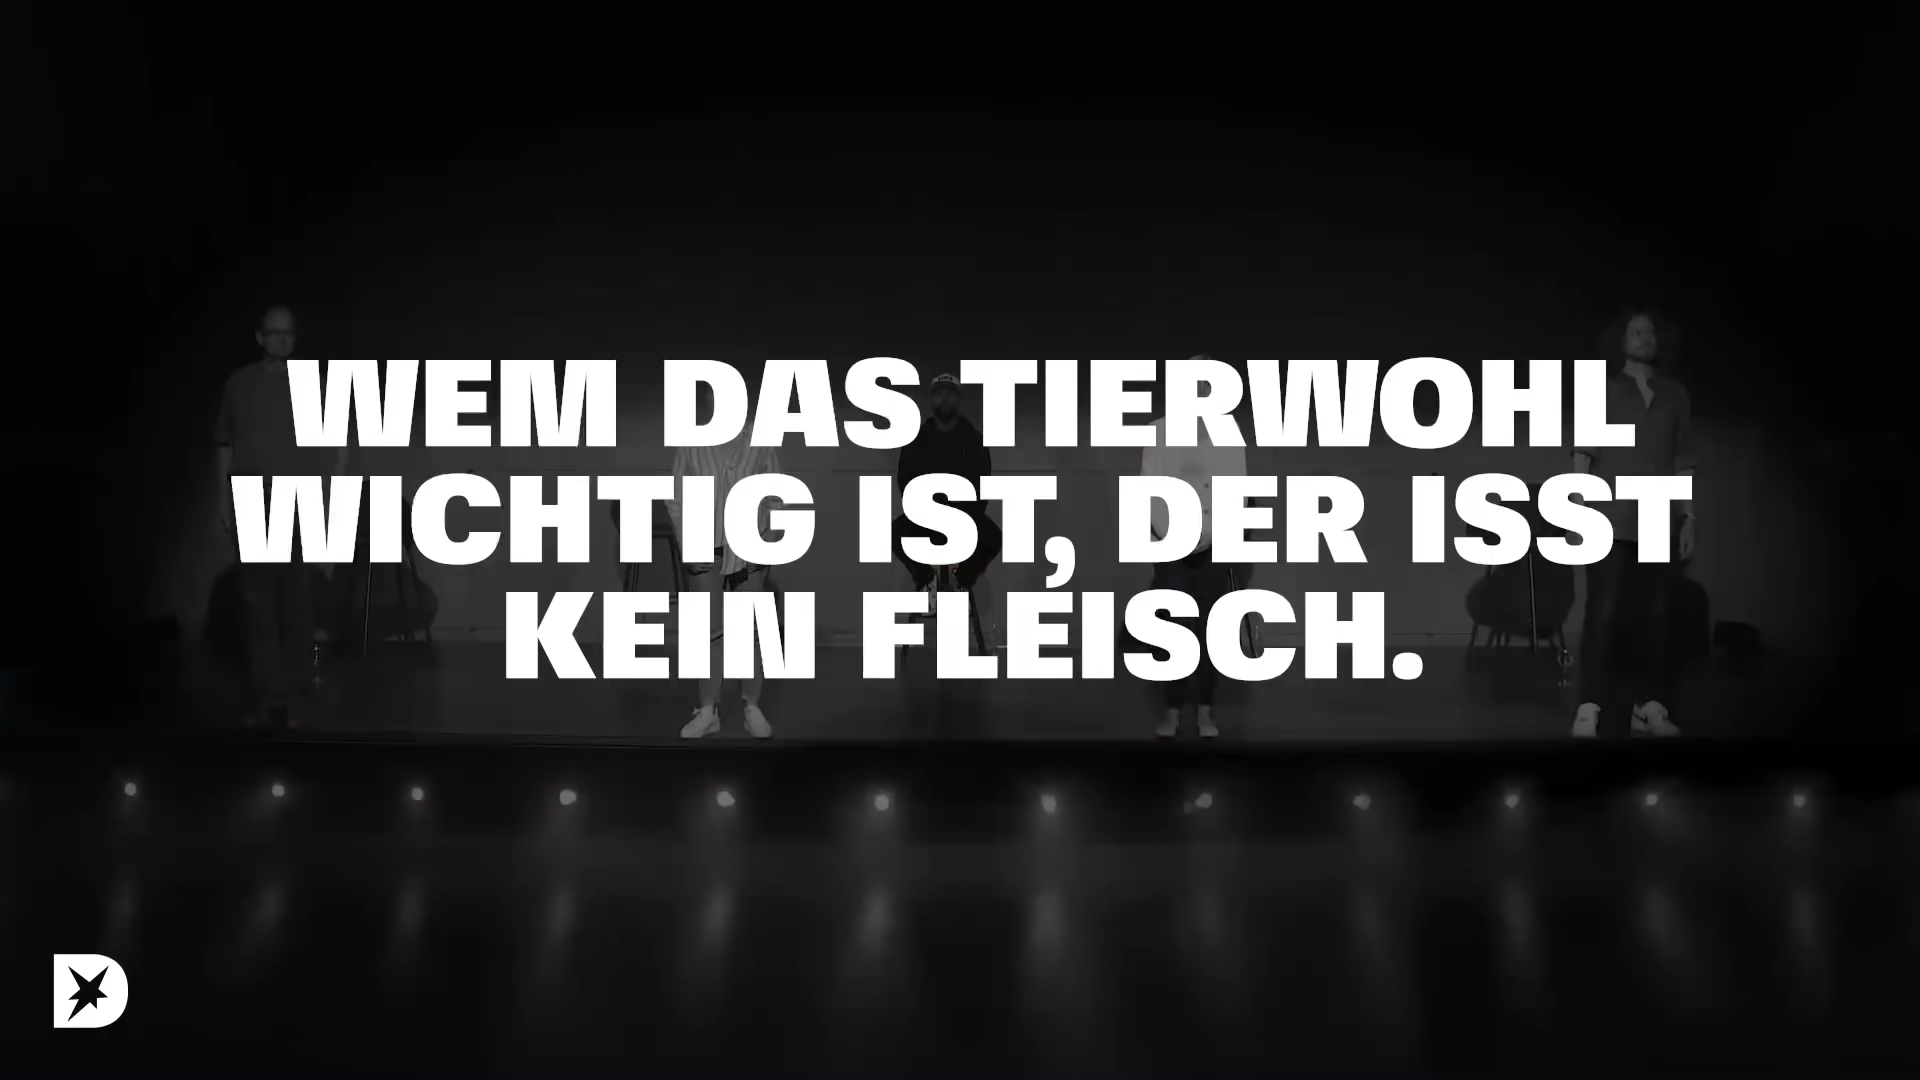 WEM DAS TIERWOHL
WICHTIG IST, DER ISST
KEIN FLEISCH.
D